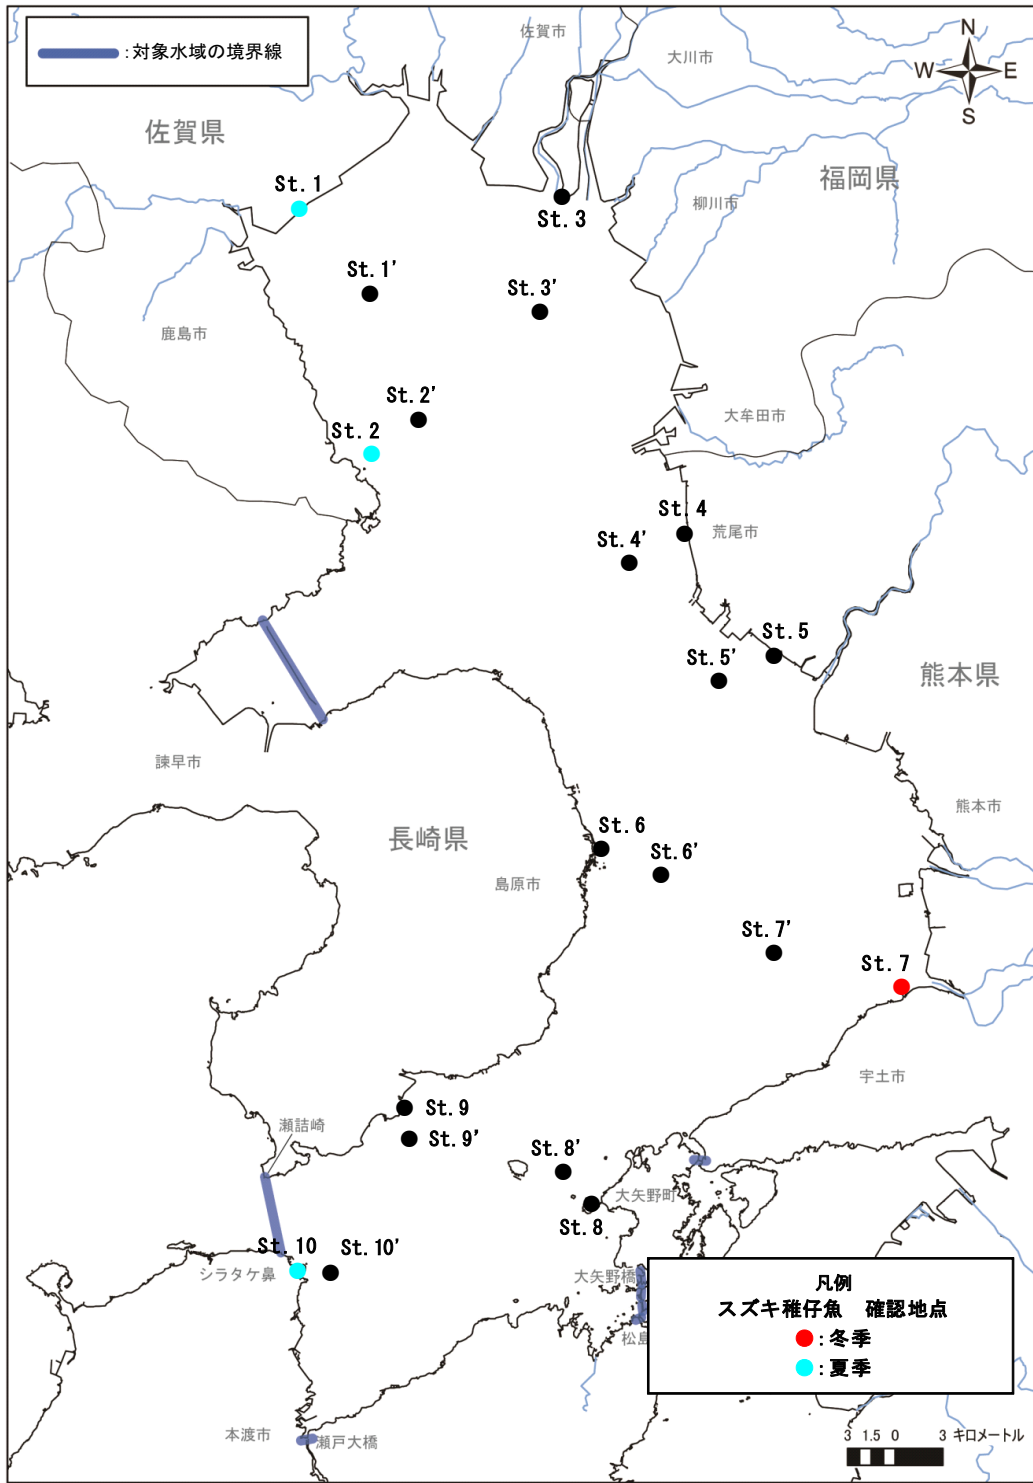 :対象水域の境界線
佐賀市
大川市
N
W
E
S
佐賀県
福岡県
柳川市
St. 1
St. 3
St. 1'
St. 3'
鹿島市
St. 2'
大牟田市
St. 2
St. 4
荒尾市
St. 4'
St. 5
St. 5'
熊本県
諫早市
熊本市
長崎県
St. 6
St. 6'
島原市
St. 7'
St. 7
宇土市
St. 9
瀬詰崎
St. 9'
St. 8'
大矢野町
St. 8
St. 10
St. 10'
シラタケ鼻
大矢野橋
松島
凡例
スズキ稚仔魚 確認地点
:冬季
:夏季
本渡市
瀬戸大橋
3 1.5 0 3 キロメートル